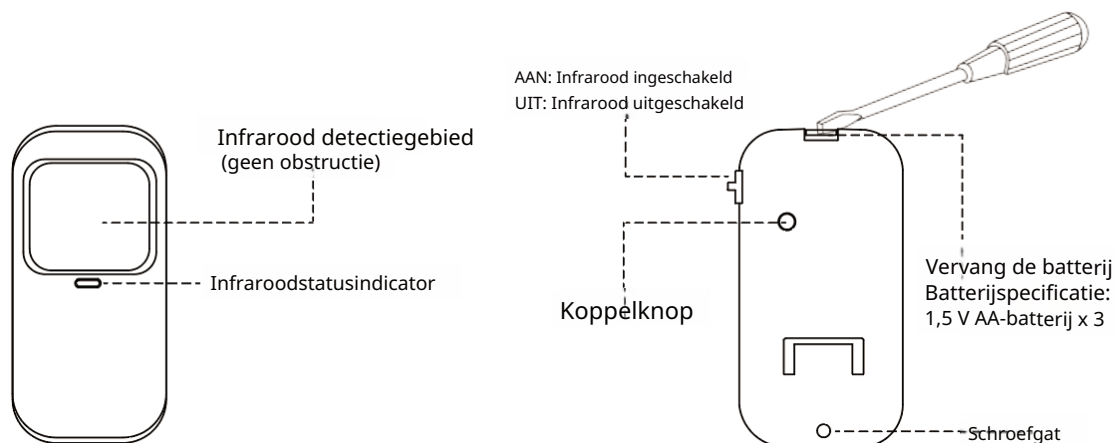 AAN: Infrarood ingeschakeld
UIT: Infrarood uitgeschakeld
Infrarood detectiegebied
(geen obstructie)
Infraroodstatusindicator
Koppelknop
Vervang de batterij
Batterijspecificatie:
1,5 V AA-batterij x 3
Schroefgat